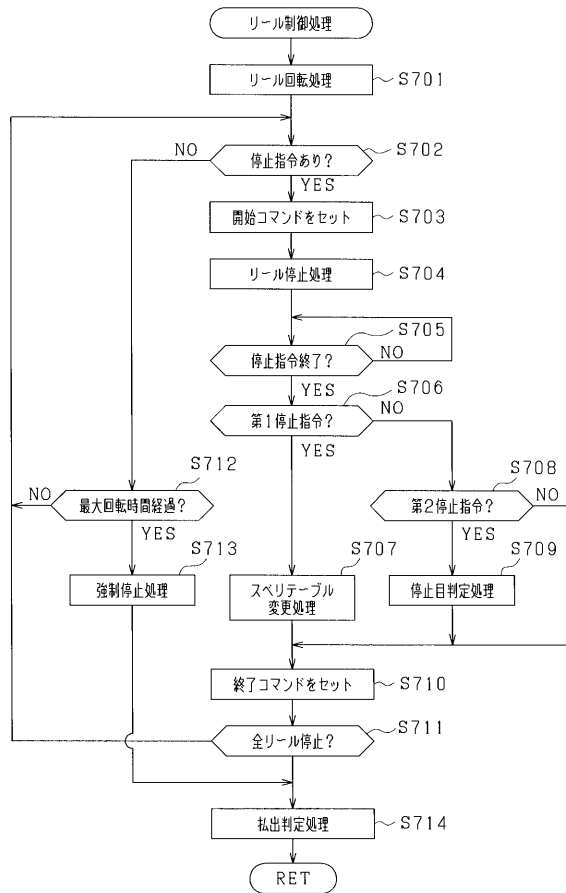 リール制御処理
リール回転処理
S701
停止指令あり?
S702
NO
YES
開始コマンドをセット
S703
リール停止処理
S704
停止指令終了?
S705
NO
YES
第1停止指令?
S706
NO
YES
最大回転時間経過?
S712
NO
YES
第2停止指令?
S708
NO
YES
強制停止処理
S713
スベリテーブル
変更処理
S707
停止目判定処理
S709
終了コマンドをセット
S710
全リール停止?
S711
払出判定処理
S714
RET